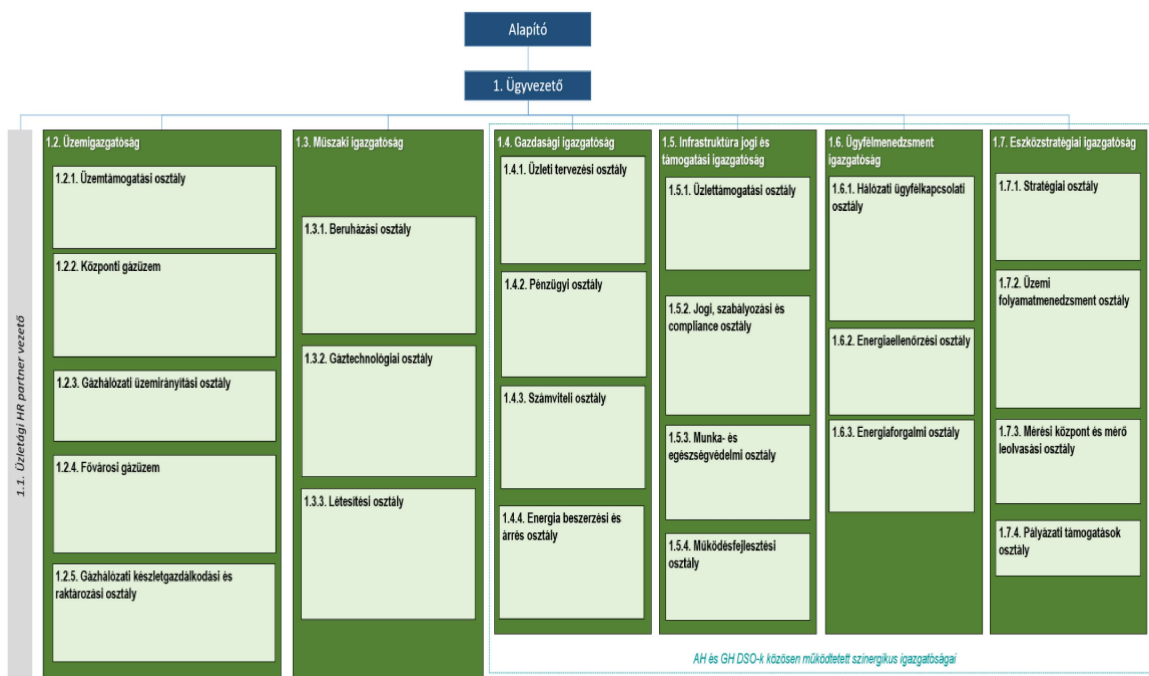 Alapító
1. Ügyvezető
1.1. Üzletági HR partner vezető
1.2. Üzemigazgatóság
1.2.1. Üzemtámogatási osztály
1.2.2. Központi gázüzem
1.2.3. Gázhálózati üzemirányítási osztály
1.2.4. Fővárosi gázüzem
1.2.5. Gázhálózati készletgazdálkodási és
raktározási osztály
1.3. Műszaki igazgatóság
1.3.1. Beruházási osztály
1.3.2. Gáztechnológiai osztály
1.3.3. Létesítési osztály
1.4. Gazdasági igazgatóság
1.4.1. Üzleti tervezési osztály
1.4.2. Pénzügyi osztály
1.4.3. Számviteli osztály
1.4.4. Energia beszerzési és
árrés osztály
1.5. Infrastruktúra jogi és
támogatási igazgatóság
1.5.1. Üzlettámogatási osztály
1.5.2. Jogi, szabályozási és
compliance osztály
1.5.3. Munka- és
egészségvédelmi osztály
1.5.4. Működésfejlesztési
osztály
1.6. Ügyfélmenedzsment
igazgatóság
1.6.1. Hálózati ügyfélkapcsolati
osztály
1.6.2. Energiaellenőrzési osztály
1.6.3. Energiaforgalmi osztály
1.7. Eszközstratégiai igazgatóság
1.7.1. Stratégiai osztály
1.7.2. Üzemi
folyamatmenedzsment osztály
1.7.3. Mérési központ és mérő
leolvasási osztály
1.7.4. Pályázati támogatások
osztály
AH és GH DSO-k közösen működtetett szinergikus igazgatóságai